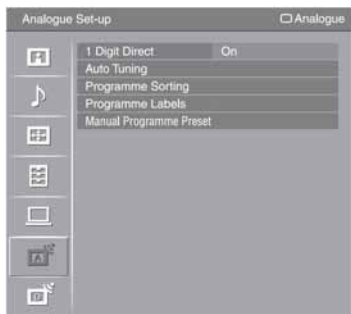 Analogue Set-up Analogue
1 Digit Direct On
Auto Tuning
Programme Sorting
Programme Labels
Manual Programme Preset
A
D